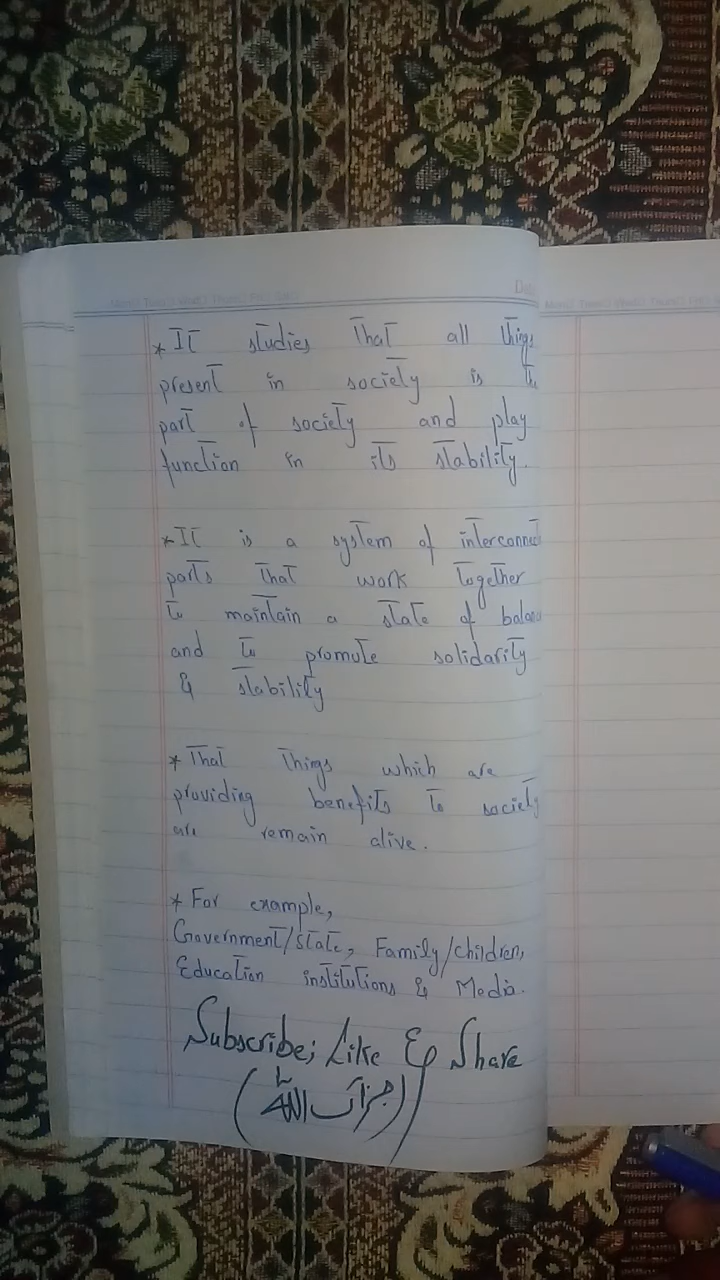 Date
* It studies that all things
present in society is the
part of society and play
function in its stability.
* It is a system of interconnect
parts that work together
to maintain a state of balanc
and to promote solidarity
& stability
* That things which are
providing benefits to society
are remain alive.
* For example,
Government/state, Family/children,
Education institutions & Media.
Subscribe; Like & Share
(جزاک اللہ)